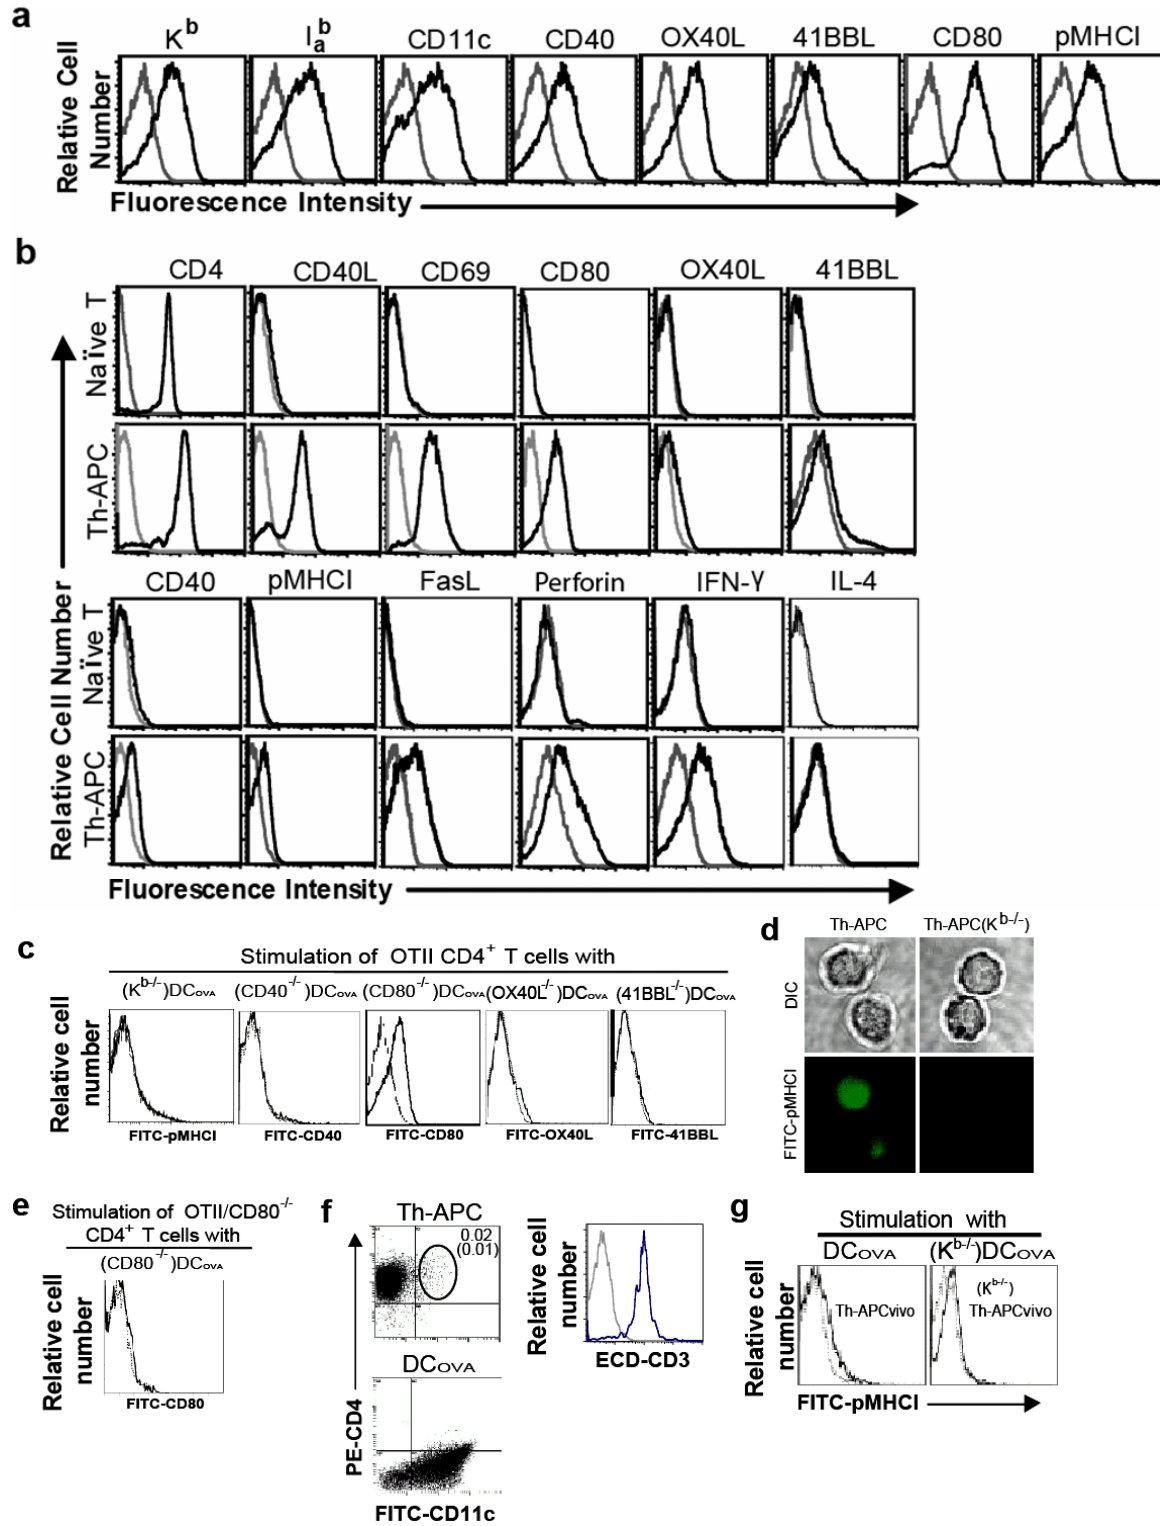 a
K^b I_a^b CD11c CD40 OX40L 41BBL CD80 pMHCI
Relative Cell
Number
Fluorescence Intensity
b
CD4 CD40L CD69 CD80 OX40L 41BBL
Naïve T
Th-APC
CD40 pMHCI FasL Perforin IFN-γ IL-4
Naïve T
Th-APC
Relative Cell Number
Fluorescence Intensity
c
Stimulation of OTII CD4⁺ T cells with
(K^b-/-)DCOVA (CD40^-/-)DCOVA (CD80^-/-)DCOVA (OX40L^-/-)DCOVA (41BBL^-/-)DCOVA
Relative cell
number
FITC-pMHCI FITC-CD40 FITC-CD80 FITC-OX40L FITC-41BBL
d
Th-APC Th-APC(K^b-/-)
DIC
FITC-pMHCI
e
Stimulation of OTII/CD80^-/-
CD4⁺ T cells with
(CD80^-/-)DCOVA
Relative cell
number
FITC-CD80
f
Th-APC
0.02
(0.01)
DCOVA
PE-CD4
FITC-CD11c
Relative cell
number
ECD-CD3
g
Stimulation with
DCOVA (K^b-/-)DCOVA
Th-APCvivo
(K^b-/-)
Th-APCvivo
Relative cell
number
FITC-pMHCI